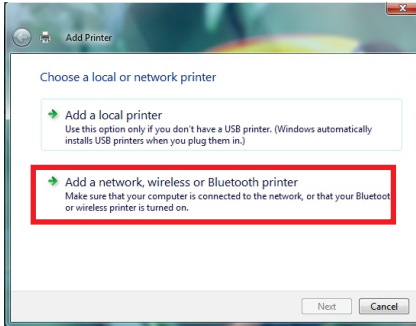 Add Printer
Choose a local or network printer
Add a local printer
Use this option only if you don't have a USB printer. (Windows automatically
installs USB printers when you plug them in.)
Add a network, wireless or Bluetooth printer
Make sure that your computer is connected to the network, or that your Bluetoot
or wireless printer is turned on.
Next Cancel